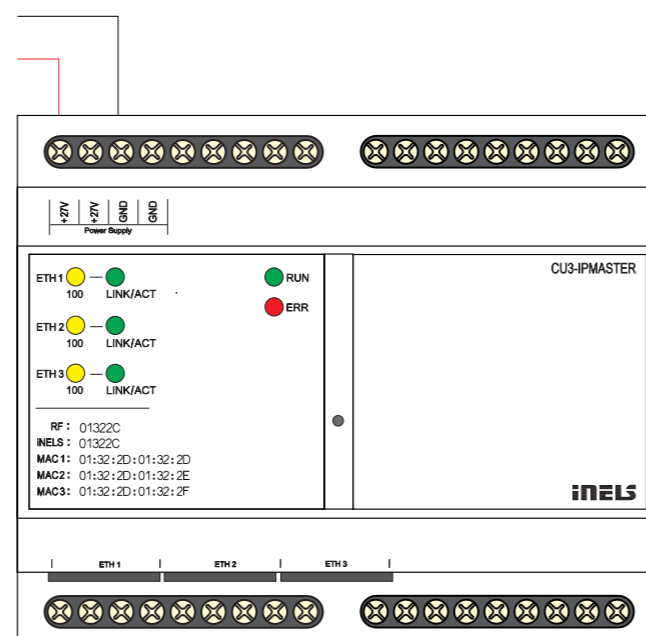 +27V +27V GND GND
Power Supply
CU3-IPMASTER
ETH 1 RUN
100 LINK/ACT
ERR
ETH 2
100 LINK/ACT
ETH 3
100 LINK/ACT
RF: 01322C
iNELS: 01322C
MAC1: 01:32:2D:01:32:2D
MAC2: 01:32:2D:01:32:2E
MAC3: 01:32:2D:01:32:2F
iNELS
ETH 1 ETH 2 ETH 3